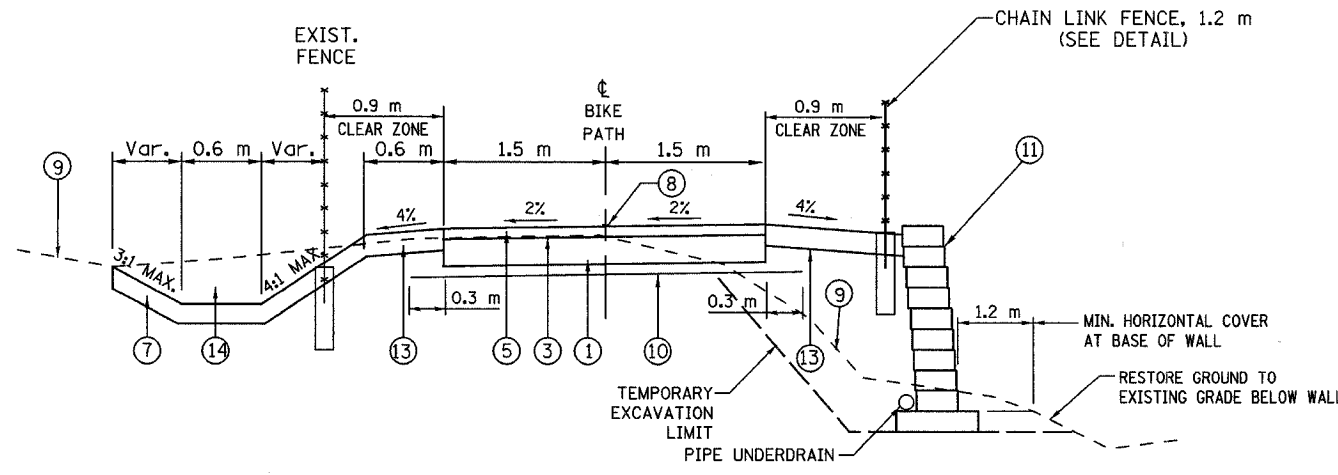 CHAIN LINK FENCE, 1.2 m
(SEE DETAIL)
EXIST.
FENCE
℄
BIKE
PATH
0.9 m
CLEAR ZONE
0.9 m
CLEAR ZONE
Var.
0.6 m
Var.
0.6 m
1.5 m
1.5 m
9
8
11
4%
2%
2%
4%
3:1 MAX.
4:1 MAX.
0.3 m
0.3 m
9
1.2 m
MIN. HORIZONTAL COVER
AT BASE OF WALL
7
14
13
5
3
1
10
13
RESTORE GROUND TO
EXISTING GRADE BELOW WALL
TEMPORARY
EXCAVATION
LIMIT
PIPE UNDERDRAIN